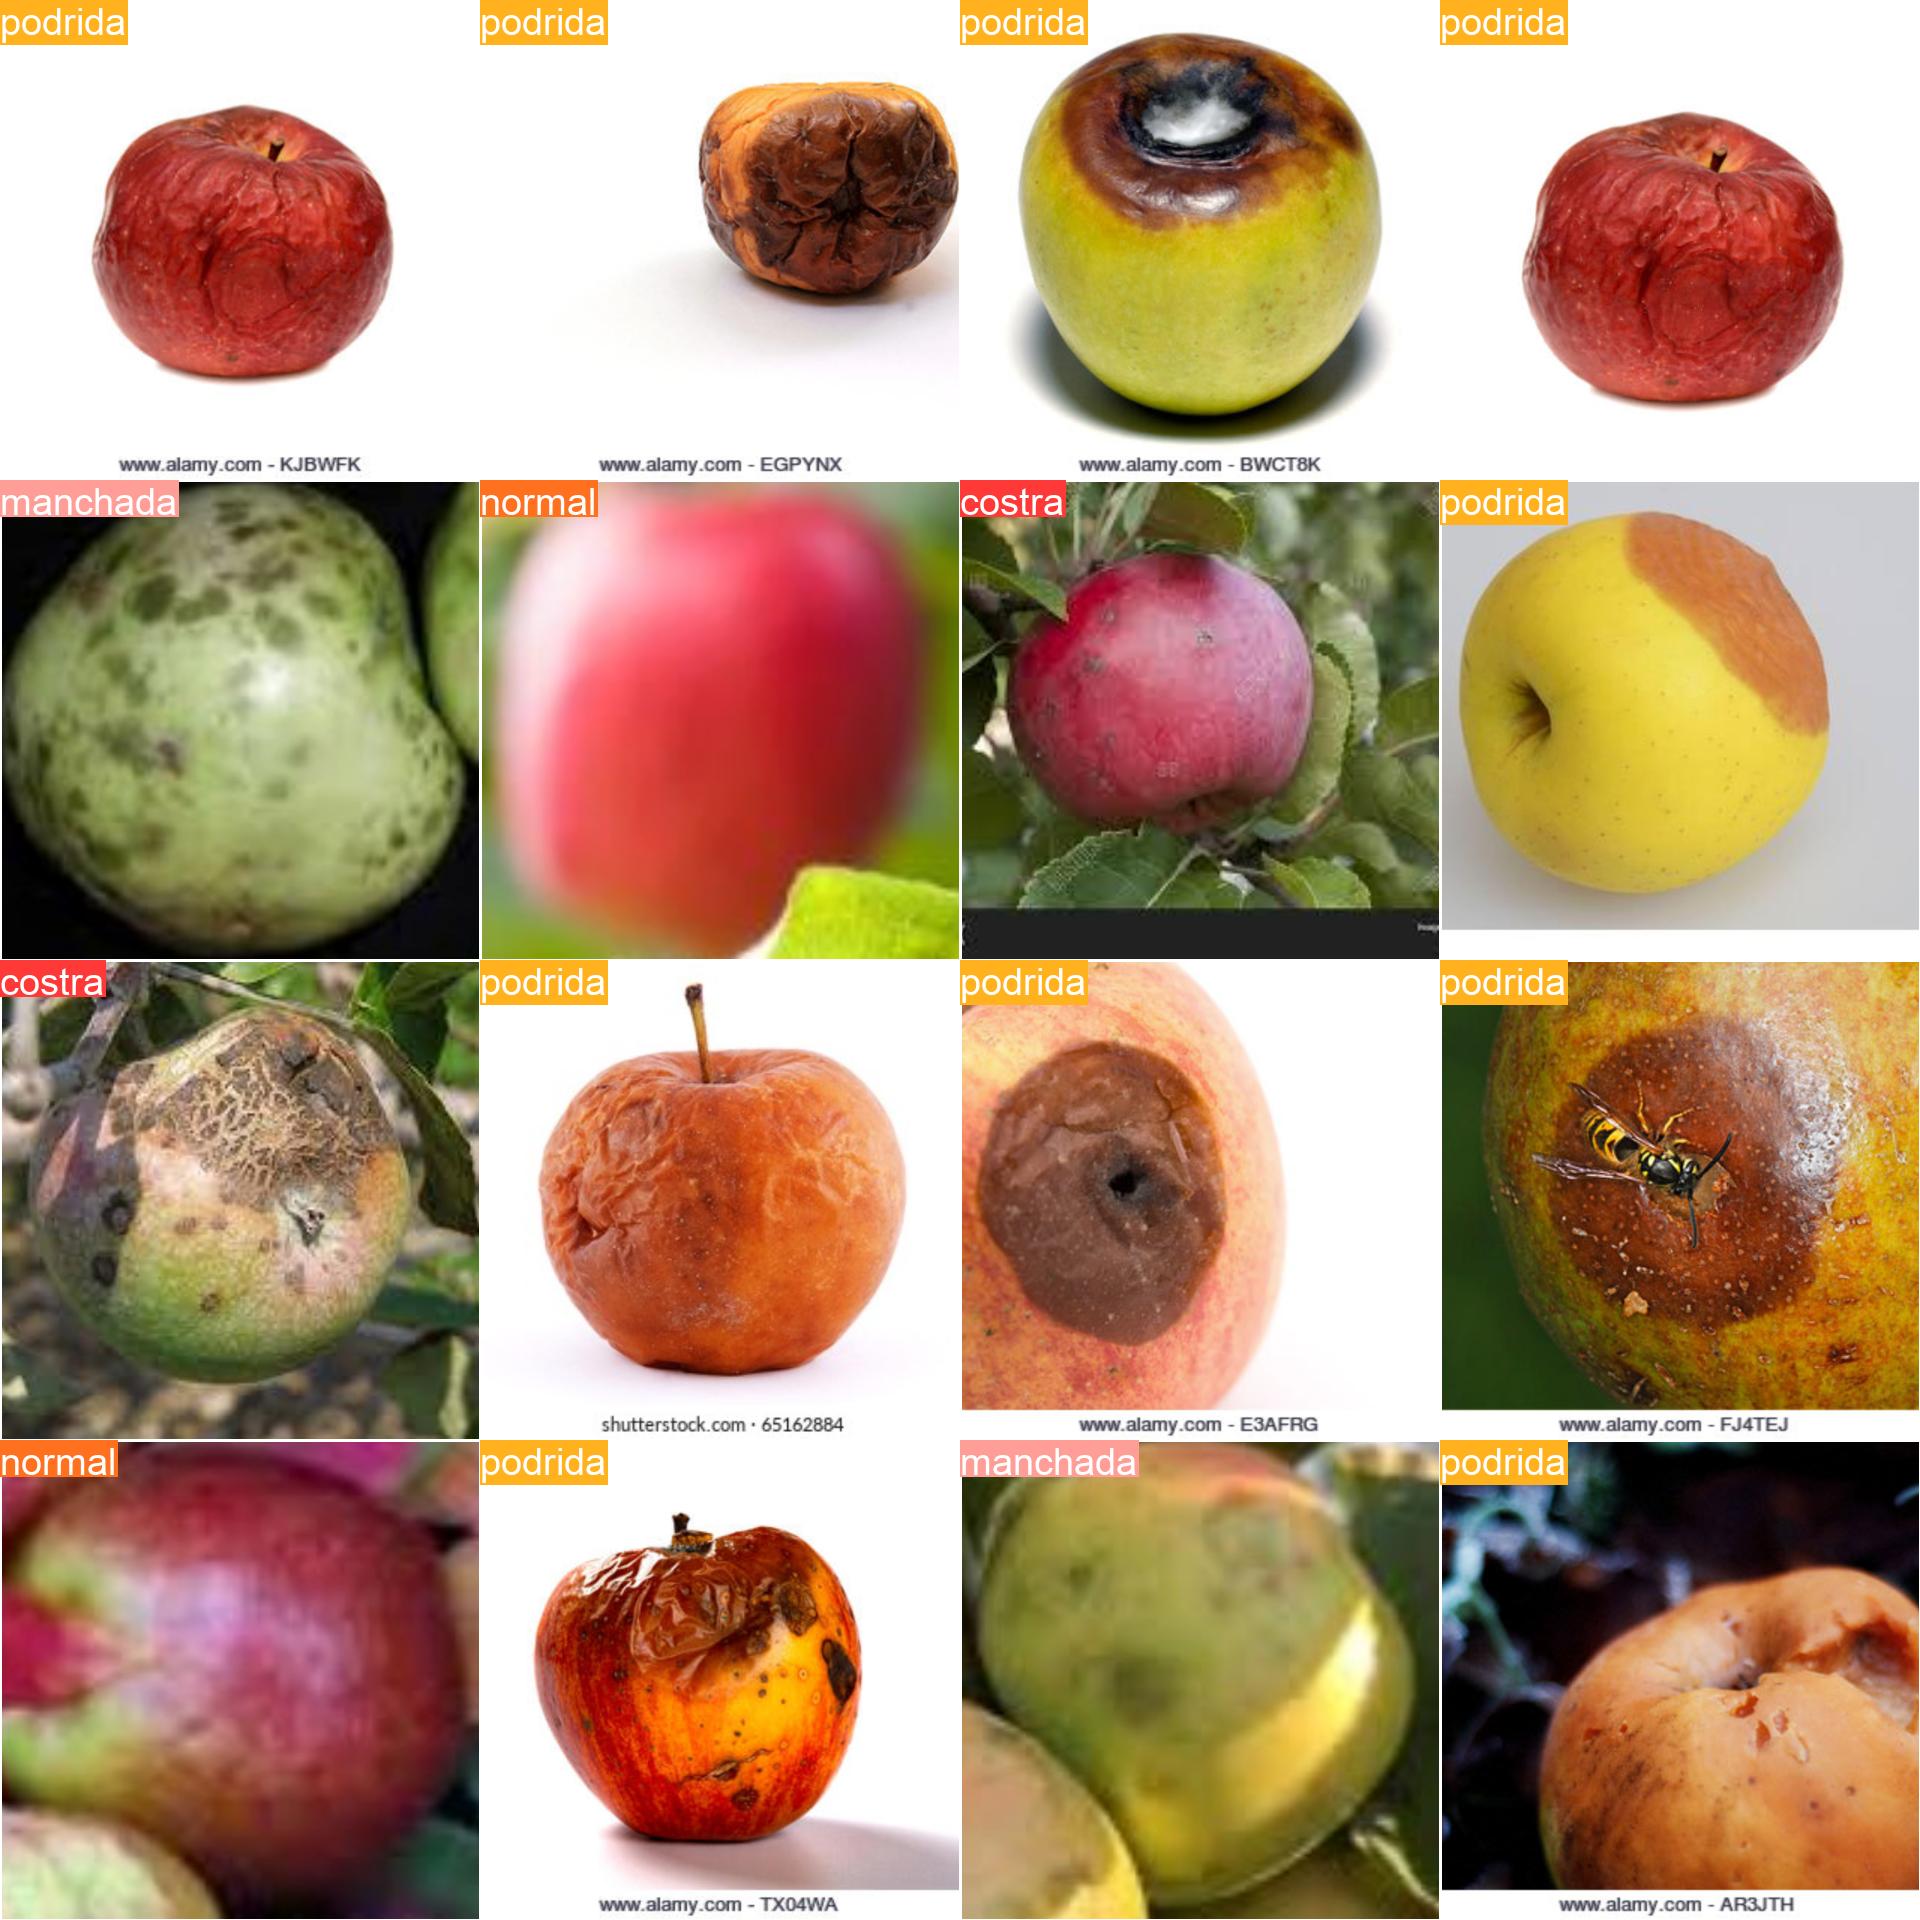 podrida
podrida
podrida
podrida
www.alamy.com - KJBWFK
www.alamy.com - EGPYNX
www.alamy.com - BWCT8K
manchada
normal
costra
podrida
costra
podrida
podrida
podrida
shutterstock.com · 65162884
www.alamy.com - E3AFRG
www.alamy.com - FJ4TEJ
normal
podrida
manchada
podrida
www.alamy.com - TX04WA
www.alamy.com - AR3JTH